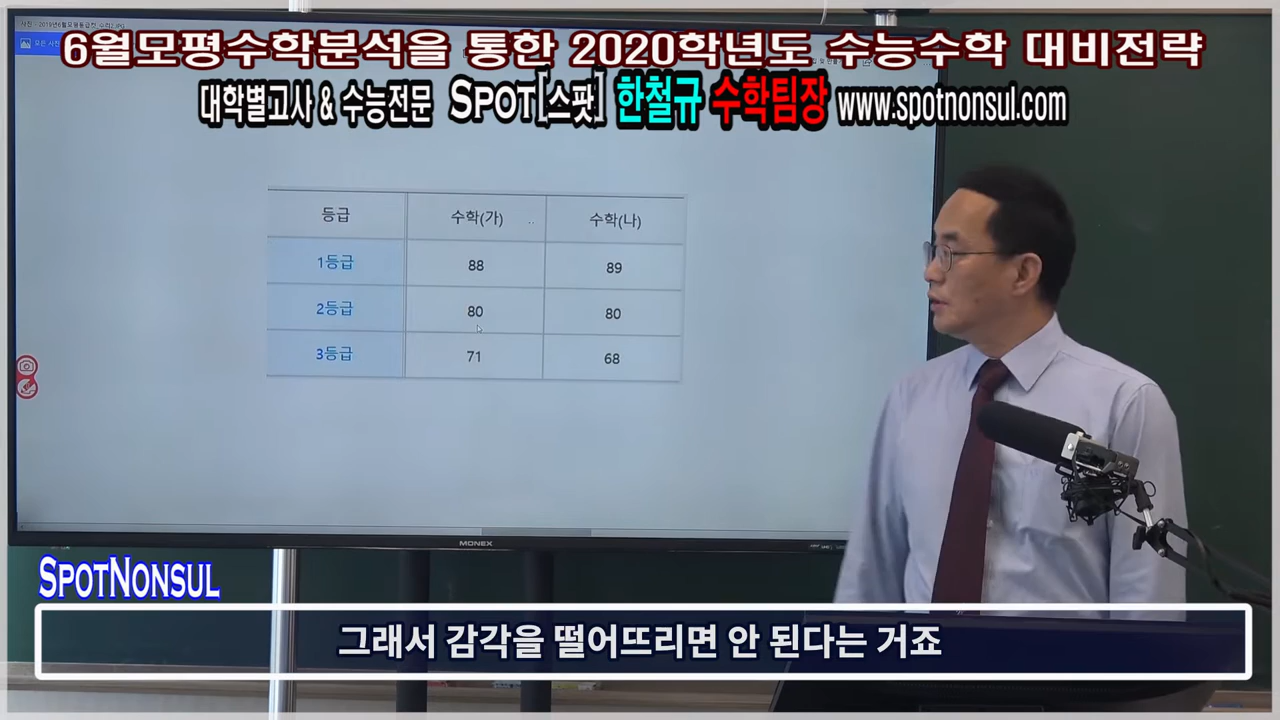 6월모평수학분석을 통한 2020학년도 수능수학 대비전략
대학별고사 & 수능전문 SPOT[스팟] 한철규 수학팀장 www.spotnonsul.com
등급 수학(가) 수학(나)
1등급 88 89
2등급 80 80
3등급 71 68
MONEX
SPOTNONSUL
그래서 감각을 떨어뜨리면 안 된다는 거죠